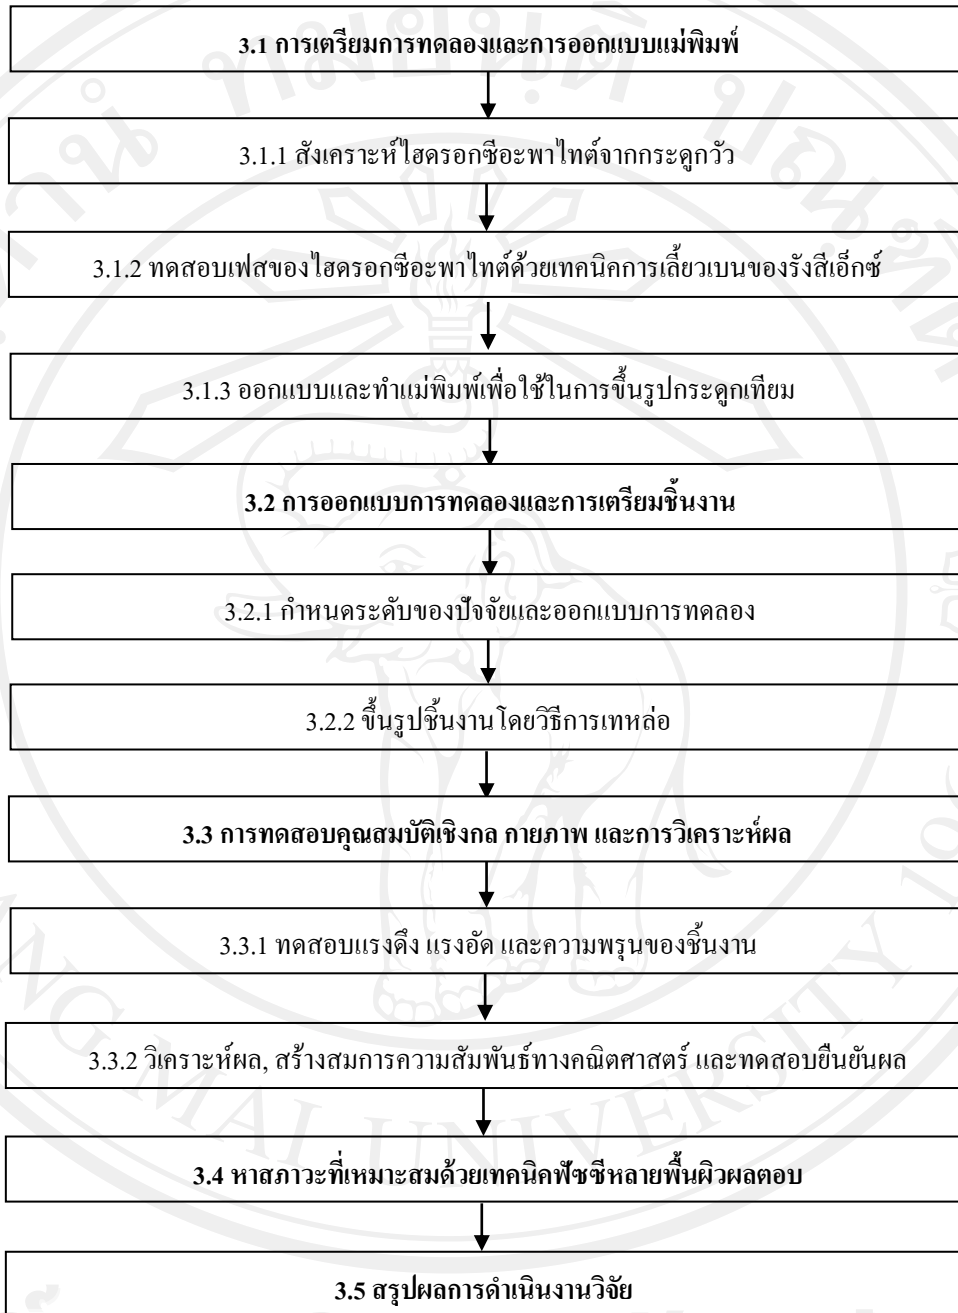 3.1 การเตรียมการทดลองและการออกแบบแม่พิมพ์
3.1.1 สังเคราะห์ไฮดรอกซีอะพาไทต์จากกระดูกวัว
3.1.2 ทดสอบเฟสของไฮดรอกซีอะพาไทต์ด้วยเทคนิคการเลี้ยวเบนของรังสีเอ็กซ์
3.1.3 ออกแบบและทำแม่พิมพ์เพื่อใช้ในการขึ้นรูปกระดูกเทียม
3.2 การออกแบบการทดลองและการเตรียมชิ้นงาน
3.2.1 กำหนดระดับของปัจจัยและออกแบบการทดลอง
3.2.2 ขึ้นรูปชิ้นงานโดยวิธีการเทหล่อ
3.3 การทดสอบคุณสมบัติเชิงกล กายภาพ และการวิเคราะห์ผล
3.3.1 ทดสอบแรงดึง แรงอัด และความพรุนของชิ้นงาน
3.3.2 วิเคราะห์ผล, สร้างสมการความสัมพันธ์ทางคณิตศาสตร์ และทดสอบยืนยันผล
3.4 หาสภาวะที่เหมาะสมด้วยเทคนิคฟัซซีหลายพื้นผิวผลตอบ
3.5 สรุปผลการดำเนินงานวิจัย